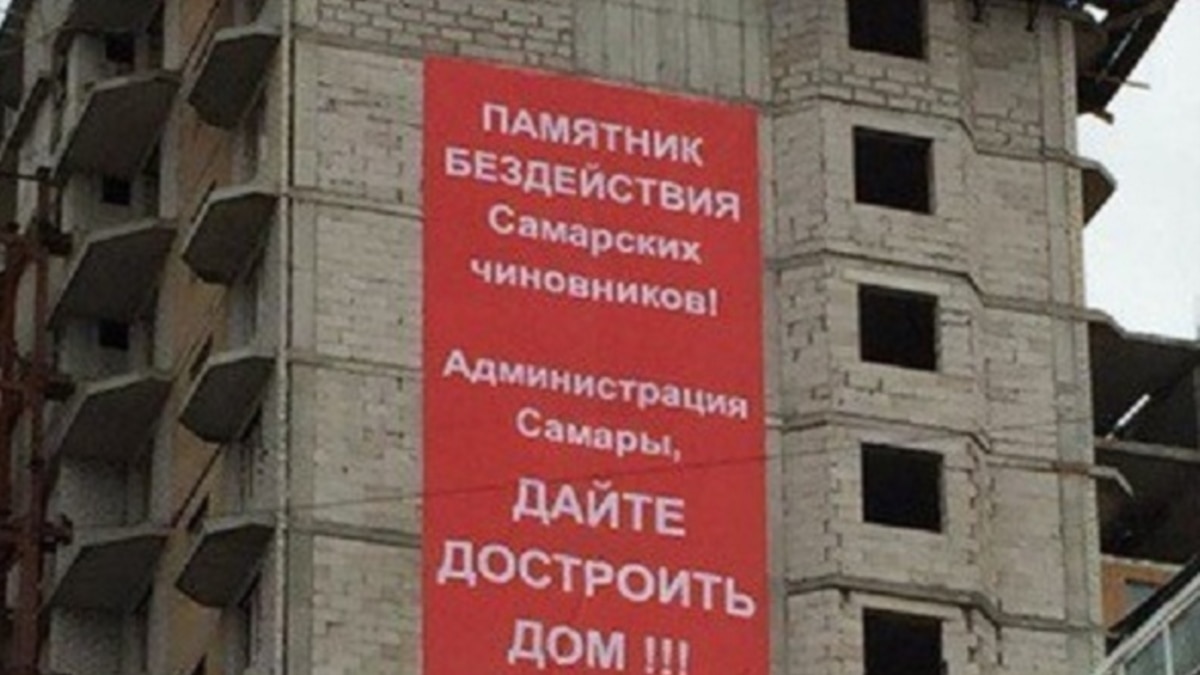 ПАМЯТНИК
БЕЗДЕЙСТВИЯ
Самарских
чиновников!
Администрация
Самары,
ДАЙТЕ
ДОСТРОИТЬ
ДОМ !!!